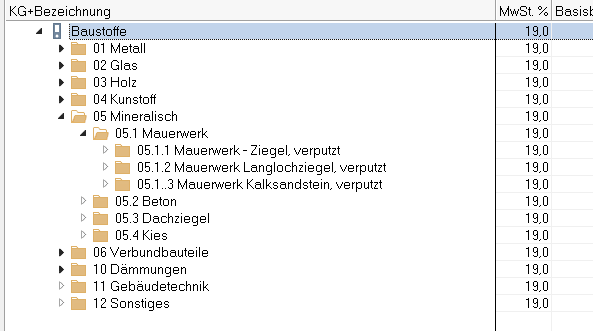 KG+Bezeichnung MwSt. % Basisb
Baustoffe 19,0
01 Metall 19,0
02 Glas 19,0
03 Holz 19,0
04 Kunstoff 19,0
05 Mineralisch 19,0
05.1 Mauerwerk 19,0
05.1.1 Mauerwerk - Ziegel, verputzt 19,0
05.1.2 Mauerwerk Langlochziegel, verputzt 19,0
05.1..3 Mauerwerk Kalksandstein, verputzt 19,0
05.2 Beton 19,0
05.3 Dachziegel 19,0
05.4 Kies 19,0
06 Verbundbauteile 19,0
10 Dämmungen 19,0
11 Gebäudetechnik 19,0
12 Sonstiges 19,0